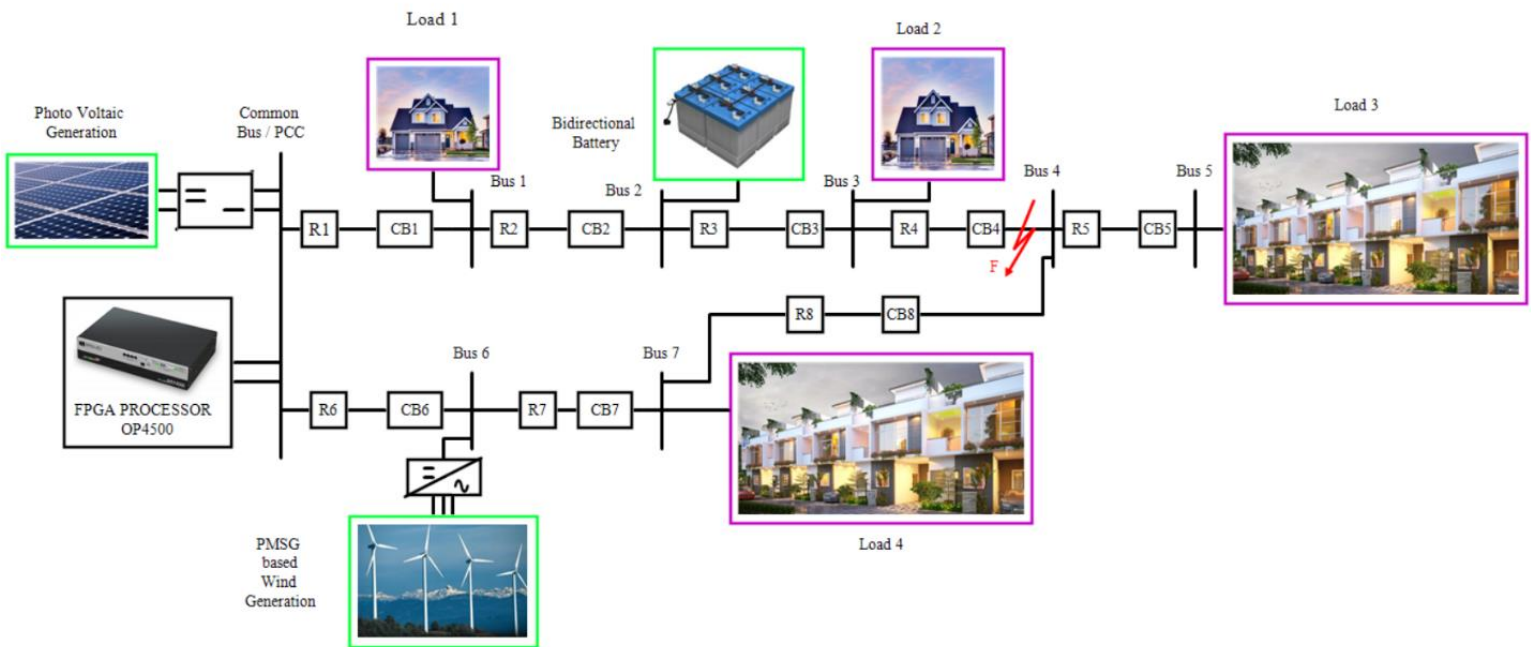 Load 1
Load 2
Photo Voltaic
Generation
Common
Bus / PCC
Bidirectional
Battery
Load 3
Bus 1
Bus 2
Bus 3
Bus 4
Bus 5
R1
CB1
R2
CB2
R3
CB3
R4
CB4
R5
CB5
F
R8
CB8
FPGA PROCESSOR
OP4500
Bus 6
Bus 7
R6
CB6
R7
CB7
PMSG
based
Wind
Generation
Load 4